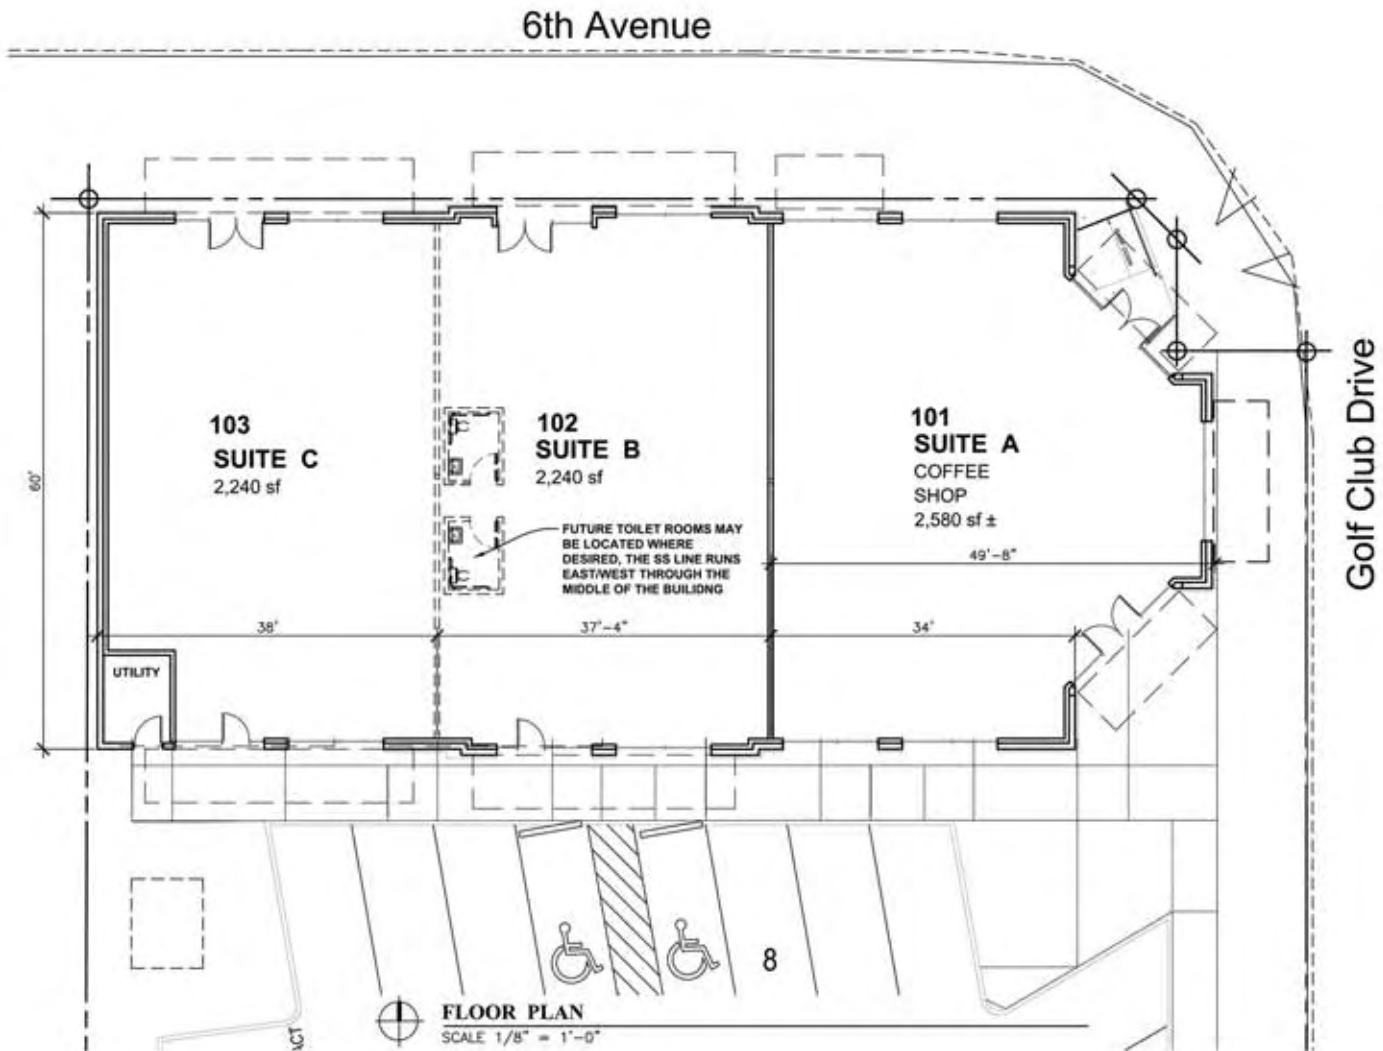 6th Avenue
Golf Club Drive
60'
103
SUITE C
2,240 sf
102
SUITE B
2,240 sf
101
SUITE A
COFFEE
SHOP
2,580 sf ±
FUTURE TOILET ROOMS MAY
BE LOCATED WHERE
DESIRED, THE SS LINE RUNS
EAST/WEST THROUGH THE
MIDDLE OF THE BUILIDNG
49'-8"
38'
37'-4"
34'
UTILITY
8
FLOOR PLAN
SCALE 1/8" = 1'-0"